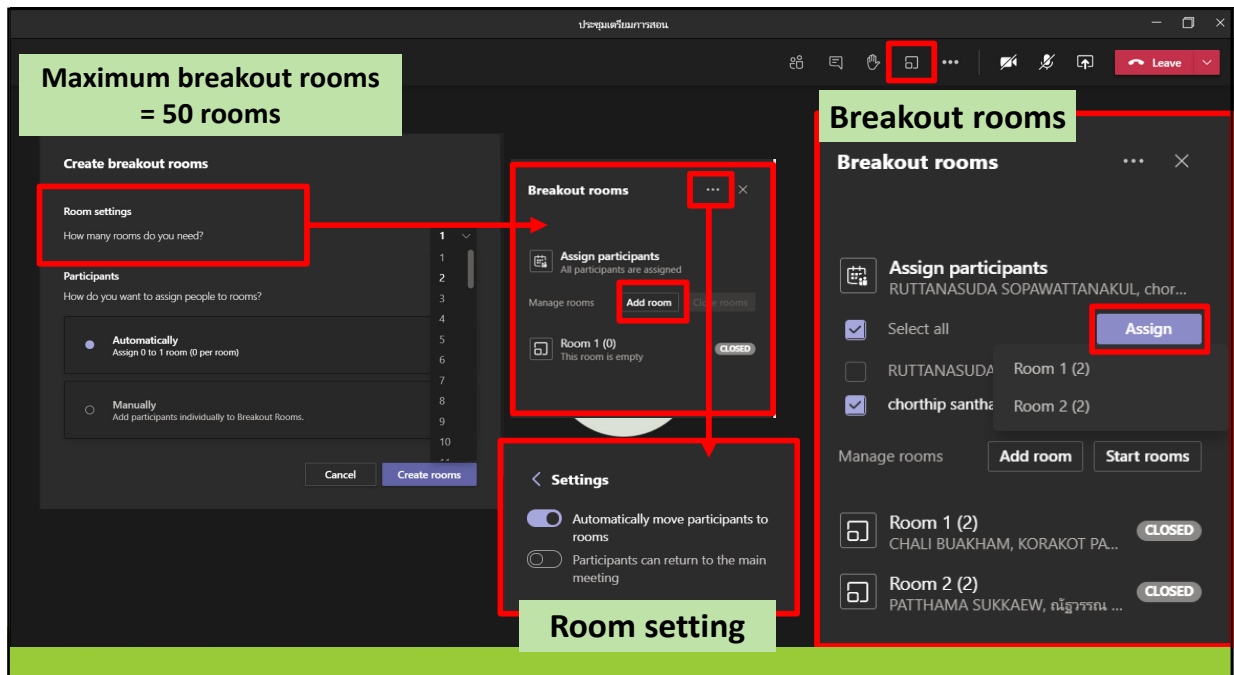 ประชุมเตรียมการสอน
Leave
Maximum breakout rooms
= 50 rooms
Create breakout rooms
Room settings
How many rooms do you need?
1
1
2
3
4
5
6
7
8
9
10
Participants
How do you want to assign people to rooms?
Automatically
Assign 0 to 1 room (0 per room)
Manually
Add participants individually to Breakout Rooms.
Cancel
Create rooms
Breakout rooms
Assign participants
All participants are assigned
Manage rooms
Add room
Close rooms
Room 1 (0)
This room is empty
CLOSED
Settings
Automatically move participants to
rooms
Participants can return to the main
meeting
Room setting
Breakout rooms
Breakout rooms
Assign participants
RUTTANASUDA SOPAWATTANAKUL, chor...
Select all
Assign
RUTTANASUDA
Room 1 (2)
chorthip santha
Room 2 (2)
Manage rooms
Add room
Start rooms
Room 1 (2)
CHALI BUAKHAM, KORAKOT PA...
CLOSED
Room 2 (2)
PATTHAMA SUKKAEW, ณัฐวรรณ ...
CLOSED